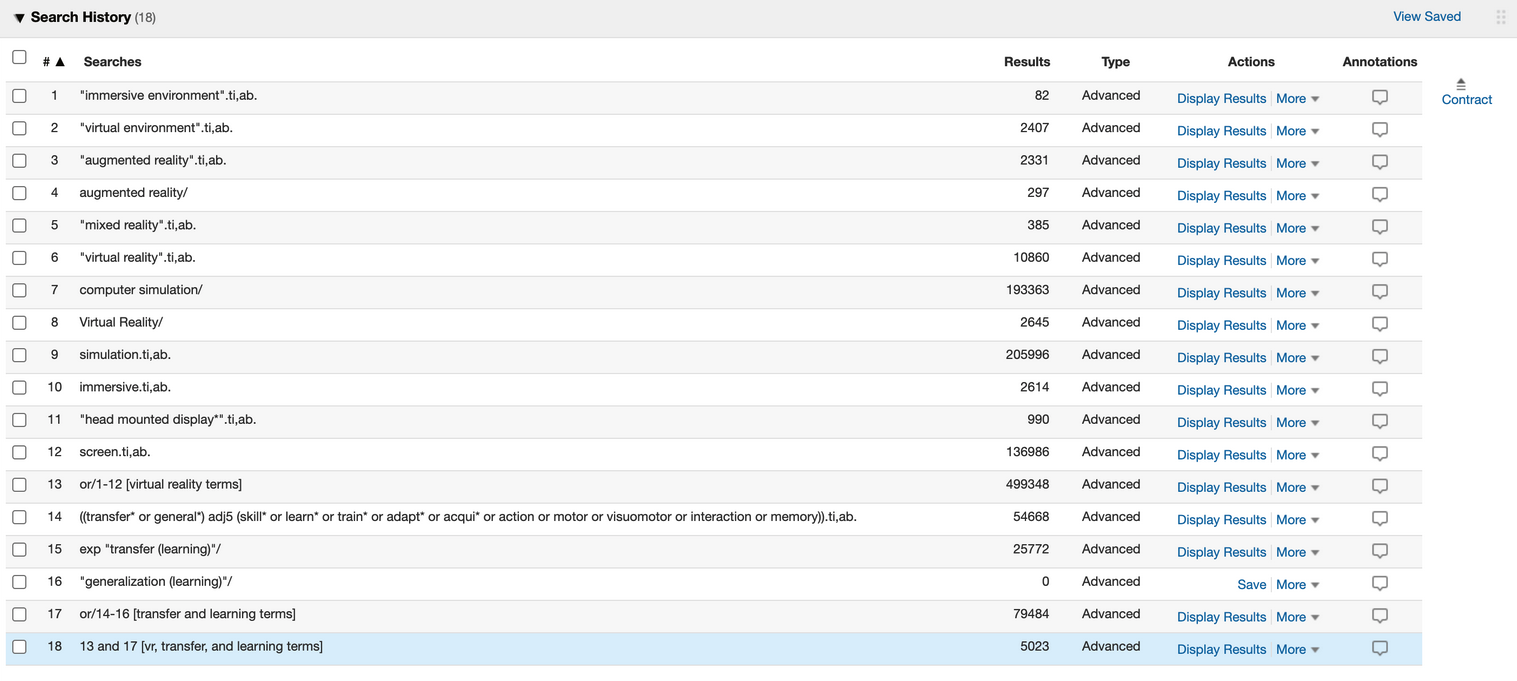 ▼ Search History (18) View Saved
# ▲ Searches Results Type Actions Annotations
1 "immersive environment".ti,ab. 82 Advanced Display Results More
Contract
2 "virtual environment".ti,ab. 2407 Advanced Display Results More
3 "augmented reality".ti,ab. 2331 Advanced Display Results More
4 augmented reality/ 297 Advanced Display Results More
5 "mixed reality".ti,ab. 385 Advanced Display Results More
6 "virtual reality".ti,ab. 10860 Advanced Display Results More
7 computer simulation/ 193363 Advanced Display Results More
8 Virtual Reality/ 2645 Advanced Display Results More
9 simulation.ti,ab. 205996 Advanced Display Results More
10 immersive.ti,ab. 2614 Advanced Display Results More
11 "head mounted display*".ti,ab. 990 Advanced Display Results More
12 screen.ti,ab. 136986 Advanced Display Results More
13 or/1-12 [virtual reality terms] 499348 Advanced Display Results More
14 ((transfer* or general*) adj5 (skill* or learn* or train* or adapt* or acqui* or action or motor or visuomotor or interaction or memory)).ti,ab. 54668 Advanced Display Results More
15 exp "transfer (learning)"/ 25772 Advanced Display Results More
16 "generalization (learning)"/ 0 Advanced Save More
17 or/14-16 [transfer and learning terms] 79484 Advanced Display Results More
18 13 and 17 [vr, transfer, and learning terms] 5023 Advanced Display Results More